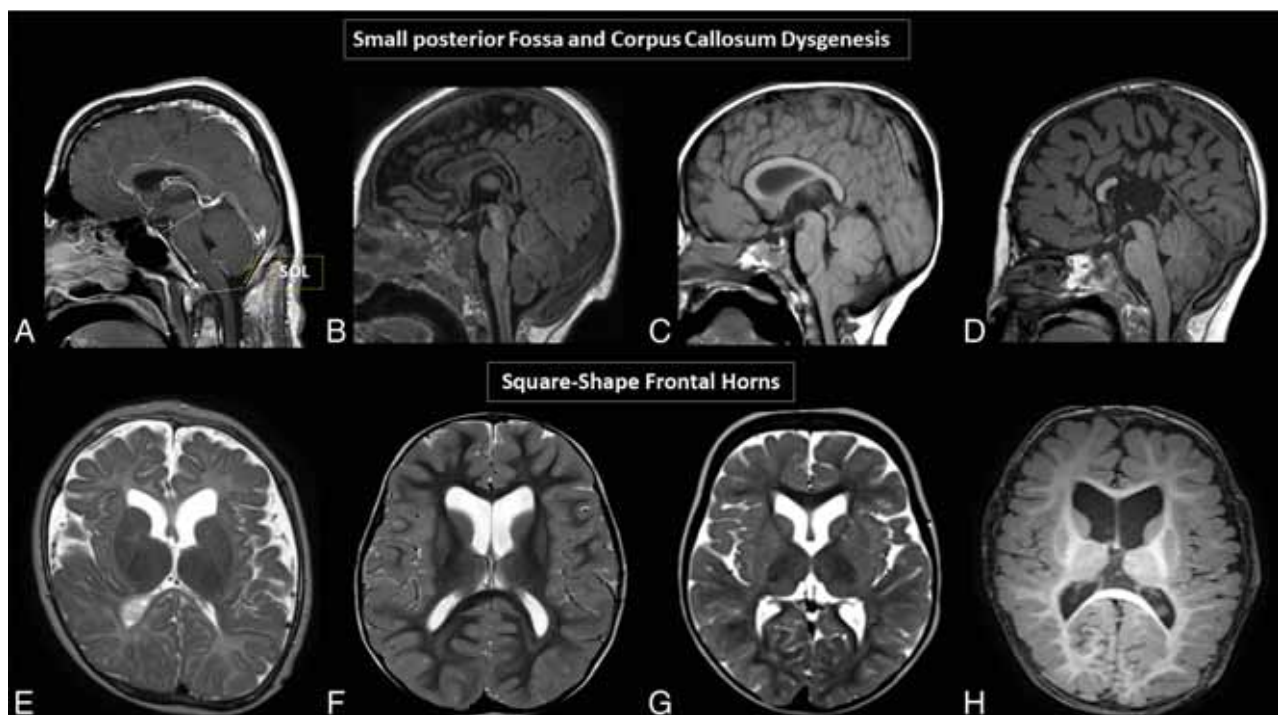 Small posterior Fossa and Corpus Callosum Dysgenesis
SOL
A
B
C
D
Square-Shape Frontal Horns
E
F
G
H